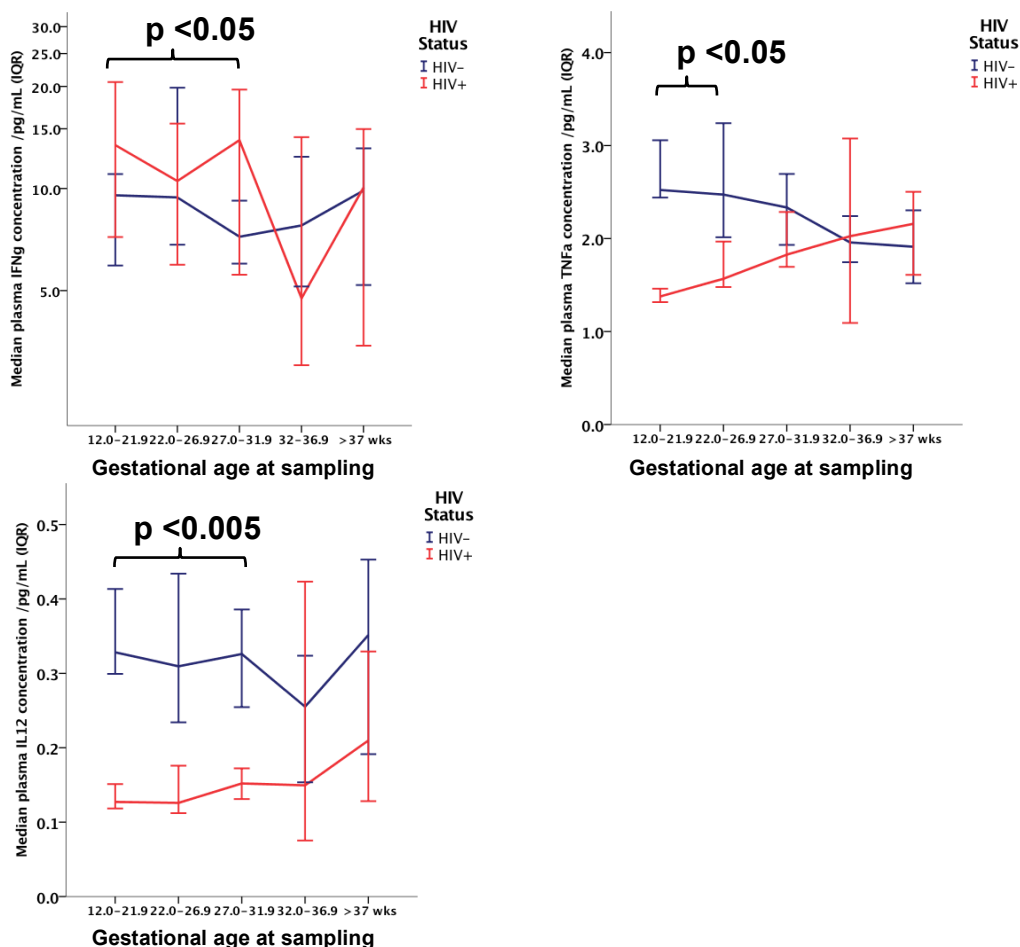 p <0.05
HIV
Status
HIV-
HIV+
Median plasma IFNg concentration /pg/mL (IQR)
30.0
25.0
20.0
15.0
10.0
5.0
12.0-21.9 22.0-26.9 27.0-31.9 32-36.9 >37 wks
Gestational age at sampling
p <0.05
HIV
Status
HIV-
HIV+
Median plasma TNFa concentration /pg/mL (IQR)
4.0
3.0
2.0
1.0
0.0
12.0-21.9 22.0-26.9 27.0-31.9 32.0-36.9 >37 wks
Gestational age at sampling
p <0.005
HIV
Status
HIV-
HIV+
Median plasma IL12 concentration /pg/mL (IQR)
0.5
0.4
0.3
0.2
0.1
0.0
12.0-21.9 22.0-26.9 27.0-31.9 32.0-36.9 >37 wks
Gestational age at sampling